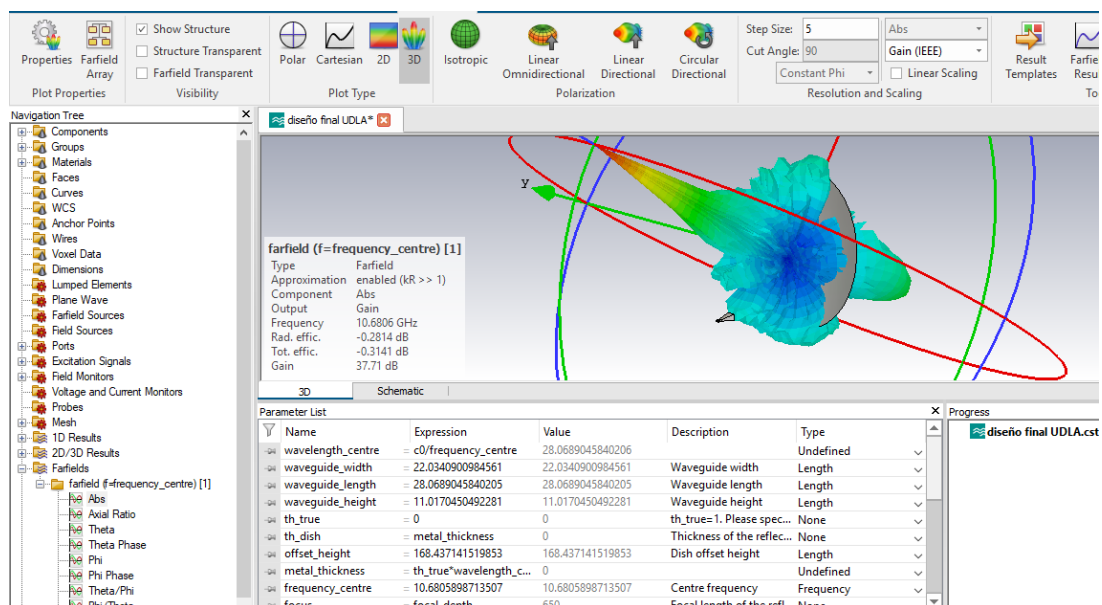 Show Structure
Structure Transparent
Farfield Transparent
Properties
Farfield Array
Polar
Cartesian
2D
3D
Isotropic
Linear Omnidirectional
Linear Directional
Circular Directional
Step Size: 5
Cut Angle: 90
Constant Phi
Abs
Gain (IEEE)
Linear Scaling
Result Templates
Plot Properties
Visibility
Plot Type
Polarization
Resolution and Scaling
Navigation Tree
Components
Groups
Materials
Faces
Curves
WCS
Anchor Points
Wires
Voxel Data
Dimensions
Lumped Elements
Plane Wave
Farfield Sources
Field Sources
Ports
Excitation Signals
Field Monitors
Voltage and Current Monitors
Probes
Mesh
1D Results
2D/3D Results
Farfields
farfield (f=frequency_centre) [1]
Abs
Axial Ratio
Theta
Theta Phase
Phi
Phi Phase
Theta/Phi
diseño final UDLA*
y
farfield (f=frequency_centre) [1]
Type Farfield
Approximation enabled (kR >> 1)
Component Abs
Output Gain
Frequency 10.6806 GHz
Rad. effic. -0.2814 dB
Tot. effic. -0.3141 dB
Gain 37.71 dB
3D Schematic
Parameter List
Name Expression Value Description Type
wavelength_centre = c0/frequency_centre 28.0689045840206 Undefined
waveguide_width = 22.0340900984561 22.0340900984561 Waveguide width Length
waveguide_length = 28.0689045840205 28.0689045840205 Waveguide length Length
waveguide_height = 11.0170450492281 11.0170450492281 Waveguide height Length
th_true = 0 0 th_true=1. Please spec... None
th_dish = metal_thickness 0 Thickness of the reflec... None
offset_height = 168.437141519853 168.437141519853 Dish offset height Length
metal_thickness = th_true*wavelength_c... 0 Undefined
frequency_centre = 10.6805898713507 10.6805898713507 Centre frequency Frequency
Progress
diseño final UDLA.cst